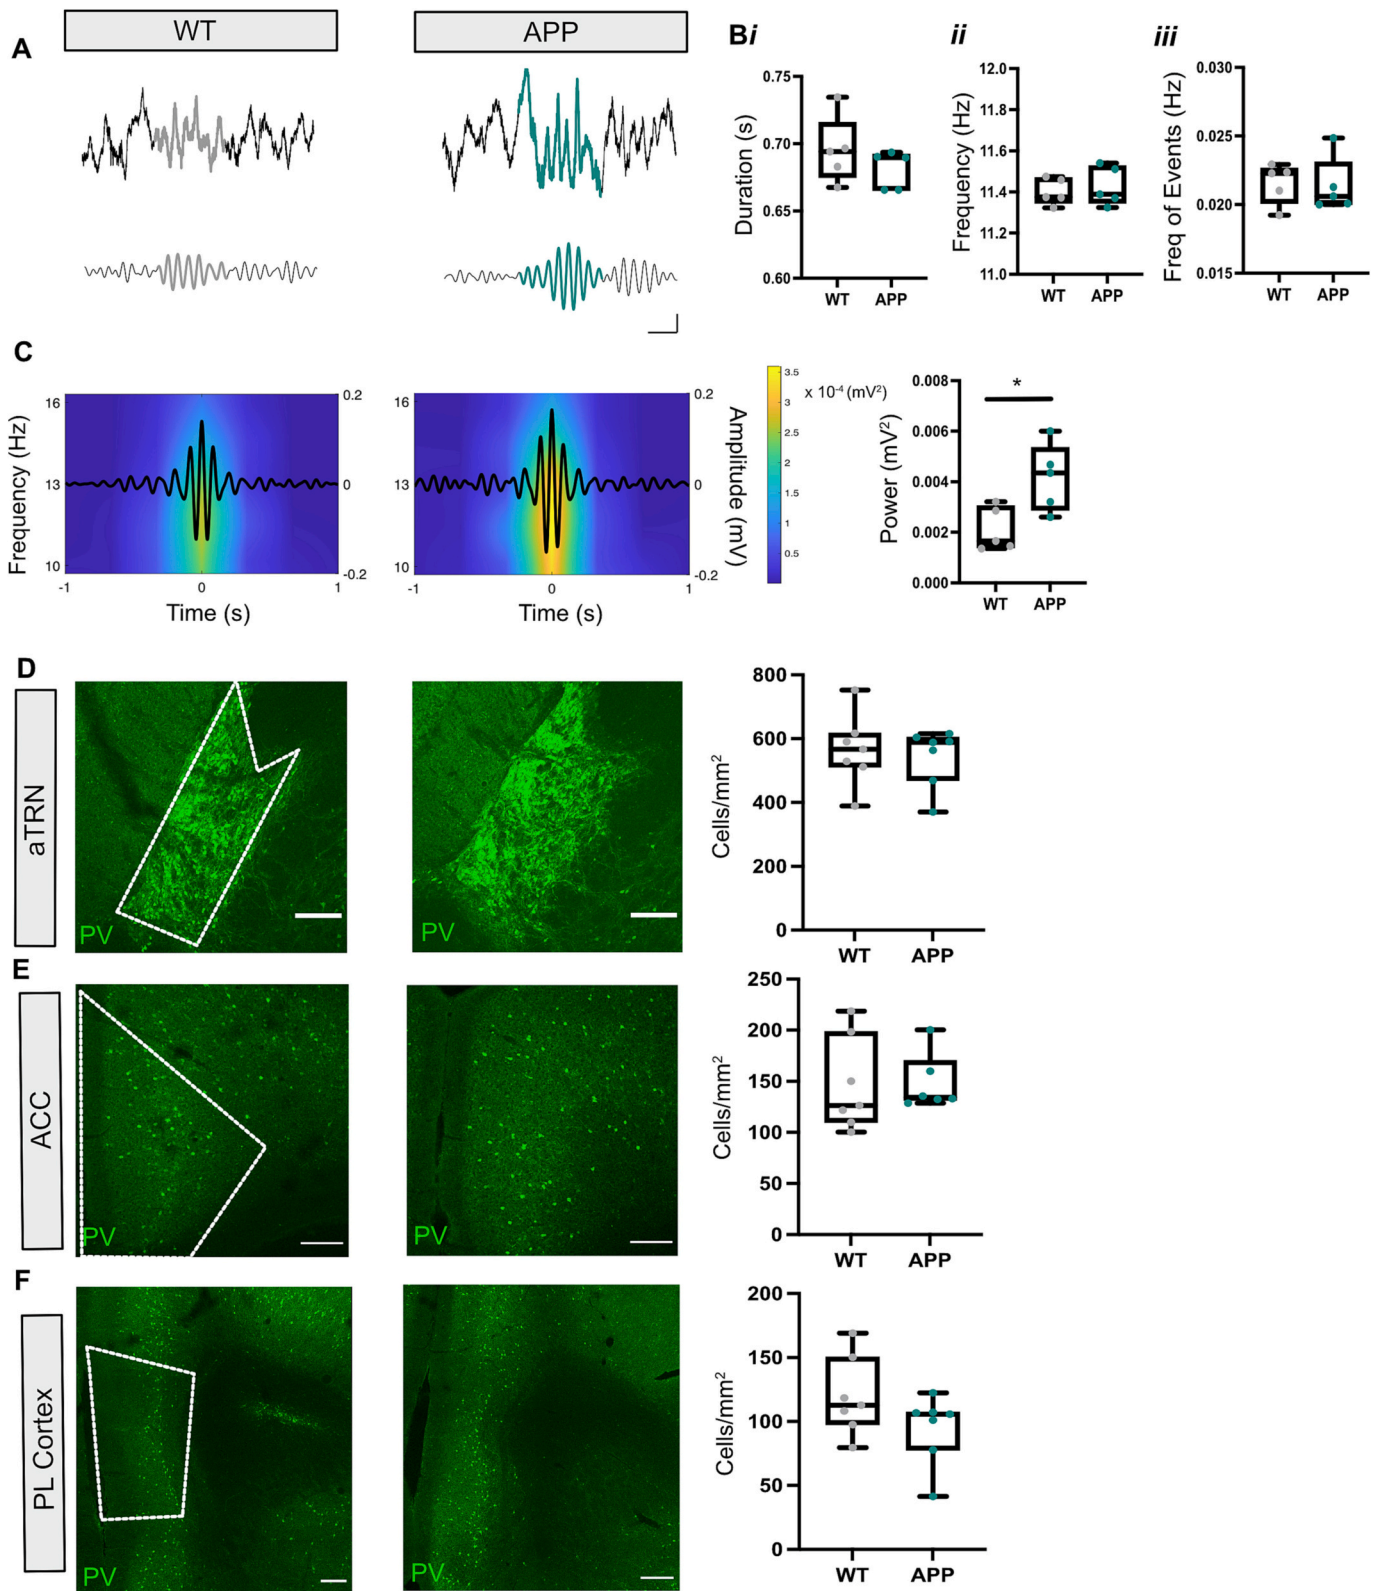 WT
APP
A
Bi
ii
iii
Duration (s)
0.75
0.70
0.65
0.60
WT
APP
Frequency (Hz)
12.0
11.8
11.6
11.4
11.2
11.0
WT
APP
Freq of Events (Hz)
0.030
0.025
0.020
0.015
WT
APP
C
Frequency (Hz)
16
13
10
0.2
0
-0.2
-1
0
1
Time (s)
16
13
10
0.2
0
-0.2
-1
0
1
Time (s)
Amplitude (mV)
3.5
3
2.5
2
1.5
1
0.5
x 10⁻⁴ (mV²)
Power (mV²)
0.008
0.006
0.004
0.002
0.000
*
WT
APP
D
aTRN
PV
PV
Cells/mm²
800
600
400
200
0
WT
APP
E
ACC
PV
PV
Cells/mm²
250
200
150
100
50
0
WT
APP
F
PL Cortex
PV
PV
Cells/mm²
200
150
100
50
0
WT
APP